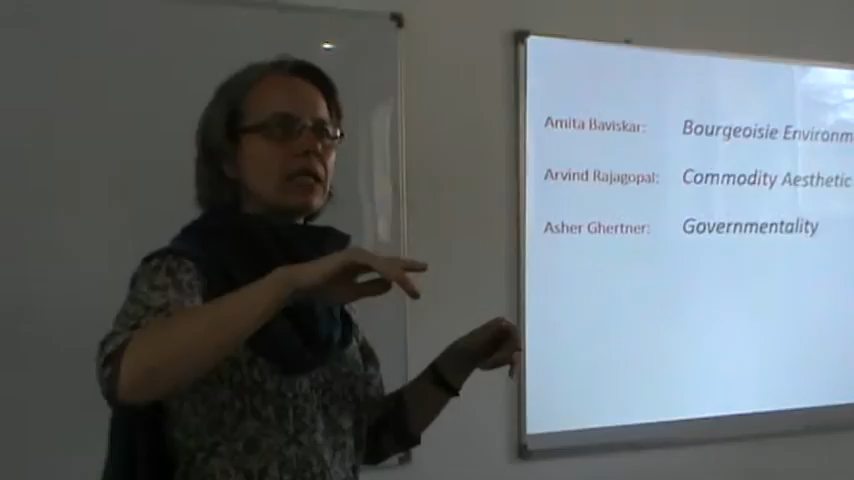 Amita Baviskar: Bourgeoisie Environm
Arvind Rajagopal: Commodity Aesthetic
Asher Ghertner: Governmentality